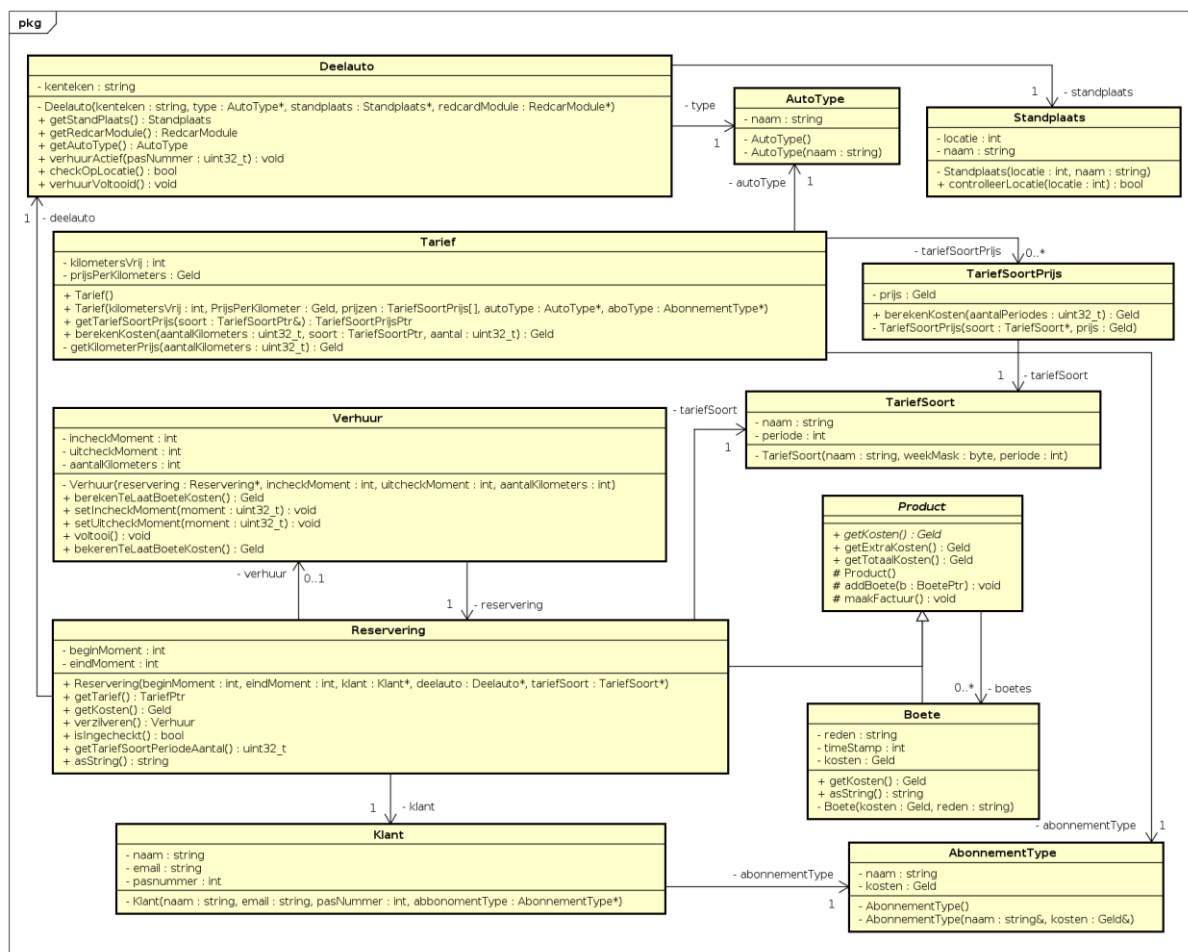 pkg
Deelauto
- kenteken : string
- Deelauto(kenteken : string, type : AutoType*, standplaats : Standplaats*, redcardModule : RedcarModule*)
+ getStandPlaats() : Standplaats
+ getRedcarModule() : RedcarModule
+ getAutoType() : AutoType
+ verhuurActief(pasNummer : uint32_t) : void
+ checkOpLocatie() : bool
+ verhuurVoltooid() : void
- type
1
AutoType
- naam : string
- AutoType()
- AutoType(naam : string)
1
- standplaats
Standplaats
- locatie : int
- naam : string
- Standplaats(locatie : int, naam : string)
+ controlleerLocatie(locatie : int) : bool
1
- deelauto
- autoType
1
Tarief
- kilometersVrij : int
- prijsPerKilometers : Geld
+ Tarief()
+ Tarief(kilometersVrij : int, PrijsPerKilometer : Geld, prijzen : TariefSoortPrijs[], autoType : AutoType*, aboType : AbonnementType*)
+ getTariefSoortPrijs(soort : TariefSoortPtr&) : TariefSoortPrijsPtr
+ berekenKosten(aantalKilometers : uint32_t, soort : TariefSoortPtr, aantal : uint32_t) : Geld
- getKilometerPrijs(aantalKilometers : uint32_t) : Geld
- tariefSoortPrijs
0..*
TariefSoortPrijs
- prijs : Geld
+ berekenKosten(aantalPeriodes : uint32_t) : Geld
- TariefSoortPrijs(soort : TariefSoort*, prijs : Geld)
1
- tariefSoort
TariefSoort
- naam : string
- periode : int
- TariefSoort(naam : string, weekMask : byte, periode : int)
- tariefSoort
1
Verhuur
- incheckMoment : int
- uitcheckMoment : int
- aantalKilometers : int
- Verhuur(reservering : Reservering*, incheckMoment : int, uitcheckMoment : int, aantalKilometers : int)
+ berekenTeLaatBoeteKosten() : Geld
+ setIncheckMoment(moment : uint32_t) : void
+ setUitcheckMoment(moment : uint32_t) : void
+ voltooi() : void
+ bekerenTeLaatBoeteKosten() : Geld
Product
+ getKosten() : Geld
+ getExtraKosten() : Geld
+ getTotaalKosten() : Geld
# Product()
# addBoete(b : BoetePtr) : void
# maakFactuur() : void
- verhuur
0..1
1
- reservering
Reservering
- beginMoment : int
- eindMoment : int
+ Reservering(beginMoment : int, eindMoment : int, klant : Klant*, deelauto : Deelauto*, tariefSoort : TariefSoort*)
+ getTarief() : TariefPtr
+ getKosten() : Geld
+ verzilveren() : Verhuur
+ isIngecheckt() : bool
+ getTariefSoortPeriodeAantal() : uint32_t
+ asString() : string
0..*
- boetes
Boete
- reden : string
- timeStamp : int
- kosten : Geld
+ getKosten() : Geld
+ asString() : string
- Boete(kosten : Geld, reden : string)
1
- klant
Klant
- naam : string
- email : string
- pasnummer : int
- Klant(naam : string, email : string, pasNummer : int, abbonomentType : AbonnementType*)
- abonnementType
1
- abonnementType
1
AbonnementType
- naam : string
- kosten : Geld
- AbonnementType()
- AbonnementType(naam : string&, kosten : Geld&)